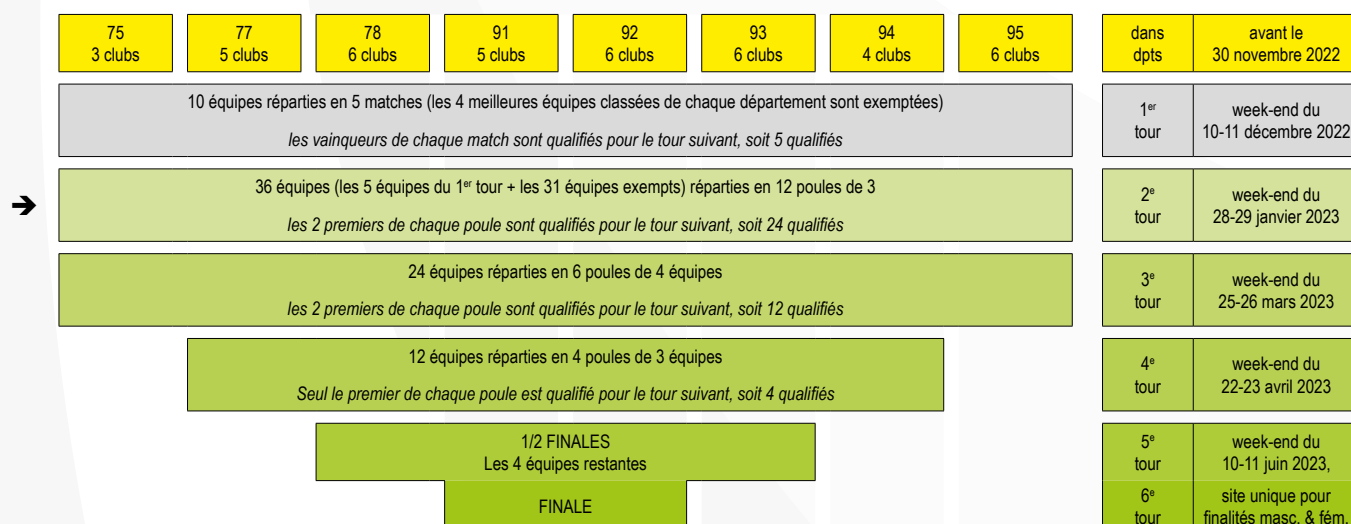 75
3 clubs
77
5 clubs
78
6 clubs
91
5 clubs
92
6 clubs
93
6 clubs
94
4 clubs
95
6 clubs
dans
dpts
avant le
30 novembre 2022
10 équipes réparties en 5 matches (les 4 meilleures équipes classées de chaque département sont exemptées)
les vainqueurs de chaque match sont qualifiés pour le tour suivant, soit 5 qualifiés
1er
tour
week-end du
10-11 décembre 2022
➔
36 équipes (les 5 équipes du 1er tour + les 31 équipes exempts) réparties en 12 poules de 3
les 2 premiers de chaque poule sont qualifiés pour le tour suivant, soit 24 qualifiés
2e
tour
week-end du
28-29 janvier 2023
24 équipes réparties en 6 poules de 4 équipes
les 2 premiers de chaque poule sont qualifiés pour le tour suivant, soit 12 qualifiés
3e
tour
week-end du
25-26 mars 2023
12 équipes réparties en 4 poules de 3 équipes
Seul le premier de chaque poule est qualifié pour le tour suivant, soit 4 qualifiés
4e
tour
week-end du
22-23 avril 2023
1/2 FINALES
Les 4 équipes restantes
5e
tour
week-end du
10-11 juin 2023,
FINALE
6e
tour
site unique pour
finalités masc. & fém.